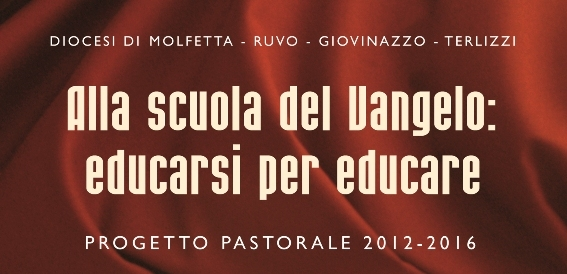 DIOCESI DI MOLFETTA - RUVO - GIOVINAZZO - TERLIZZI
Alla scuola del Vangelo:
educarsi per educare
PROGETTO PASTORALE 2012-2016